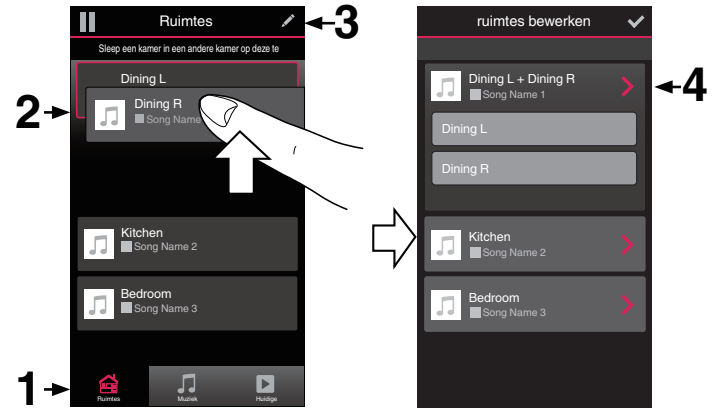 Ruimtes
3
Sleep een kamer in een andere kamer op deze te
2
Dining L
Dining R
Song Name
Kitchen
Song Name 2
Bedroom
Song Name 3
1
Ruimtes
Muziek
Huidige
ruimtes bewerken
Dining L + Dining R
Song Name 1
4
Dining L
Dining R
Kitchen
Song Name 2
Bedroom
Song Name 3